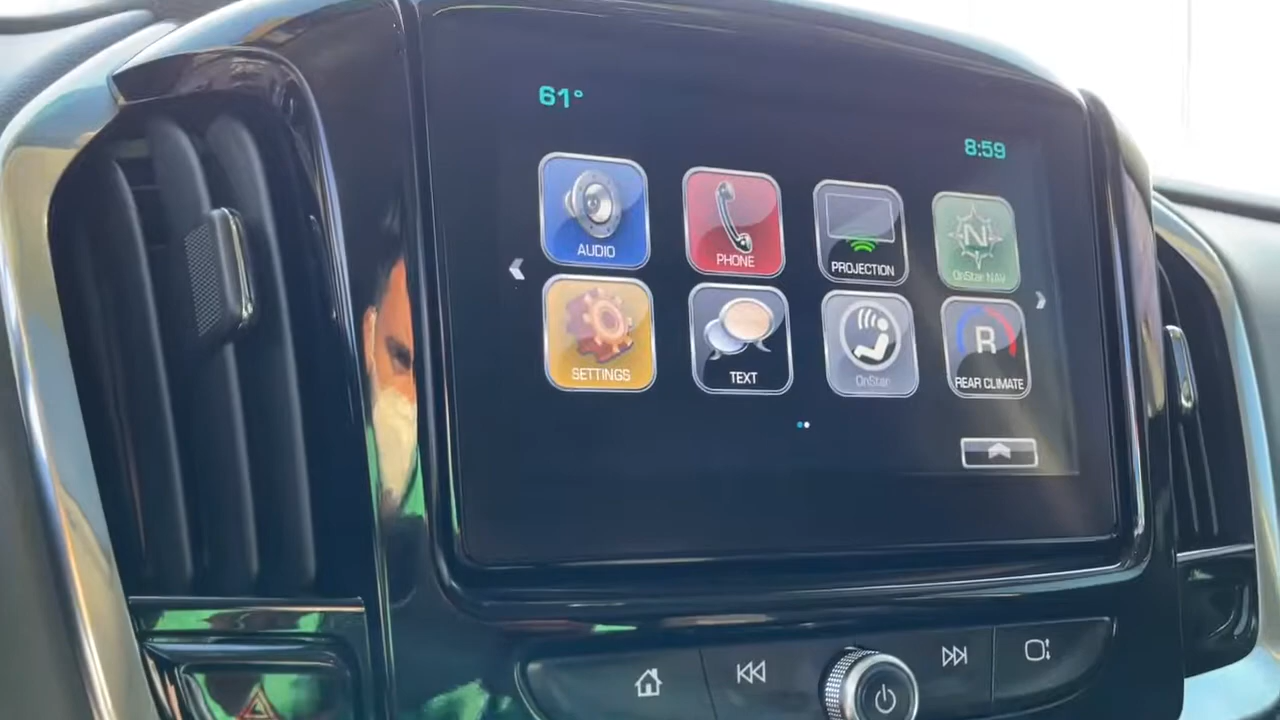 61°
8:59
AUDIO
PHONE
PROJECTION
N
OnStar NAV
SETTINGS
TEXT
OnStar
R
REAR CLIMATE